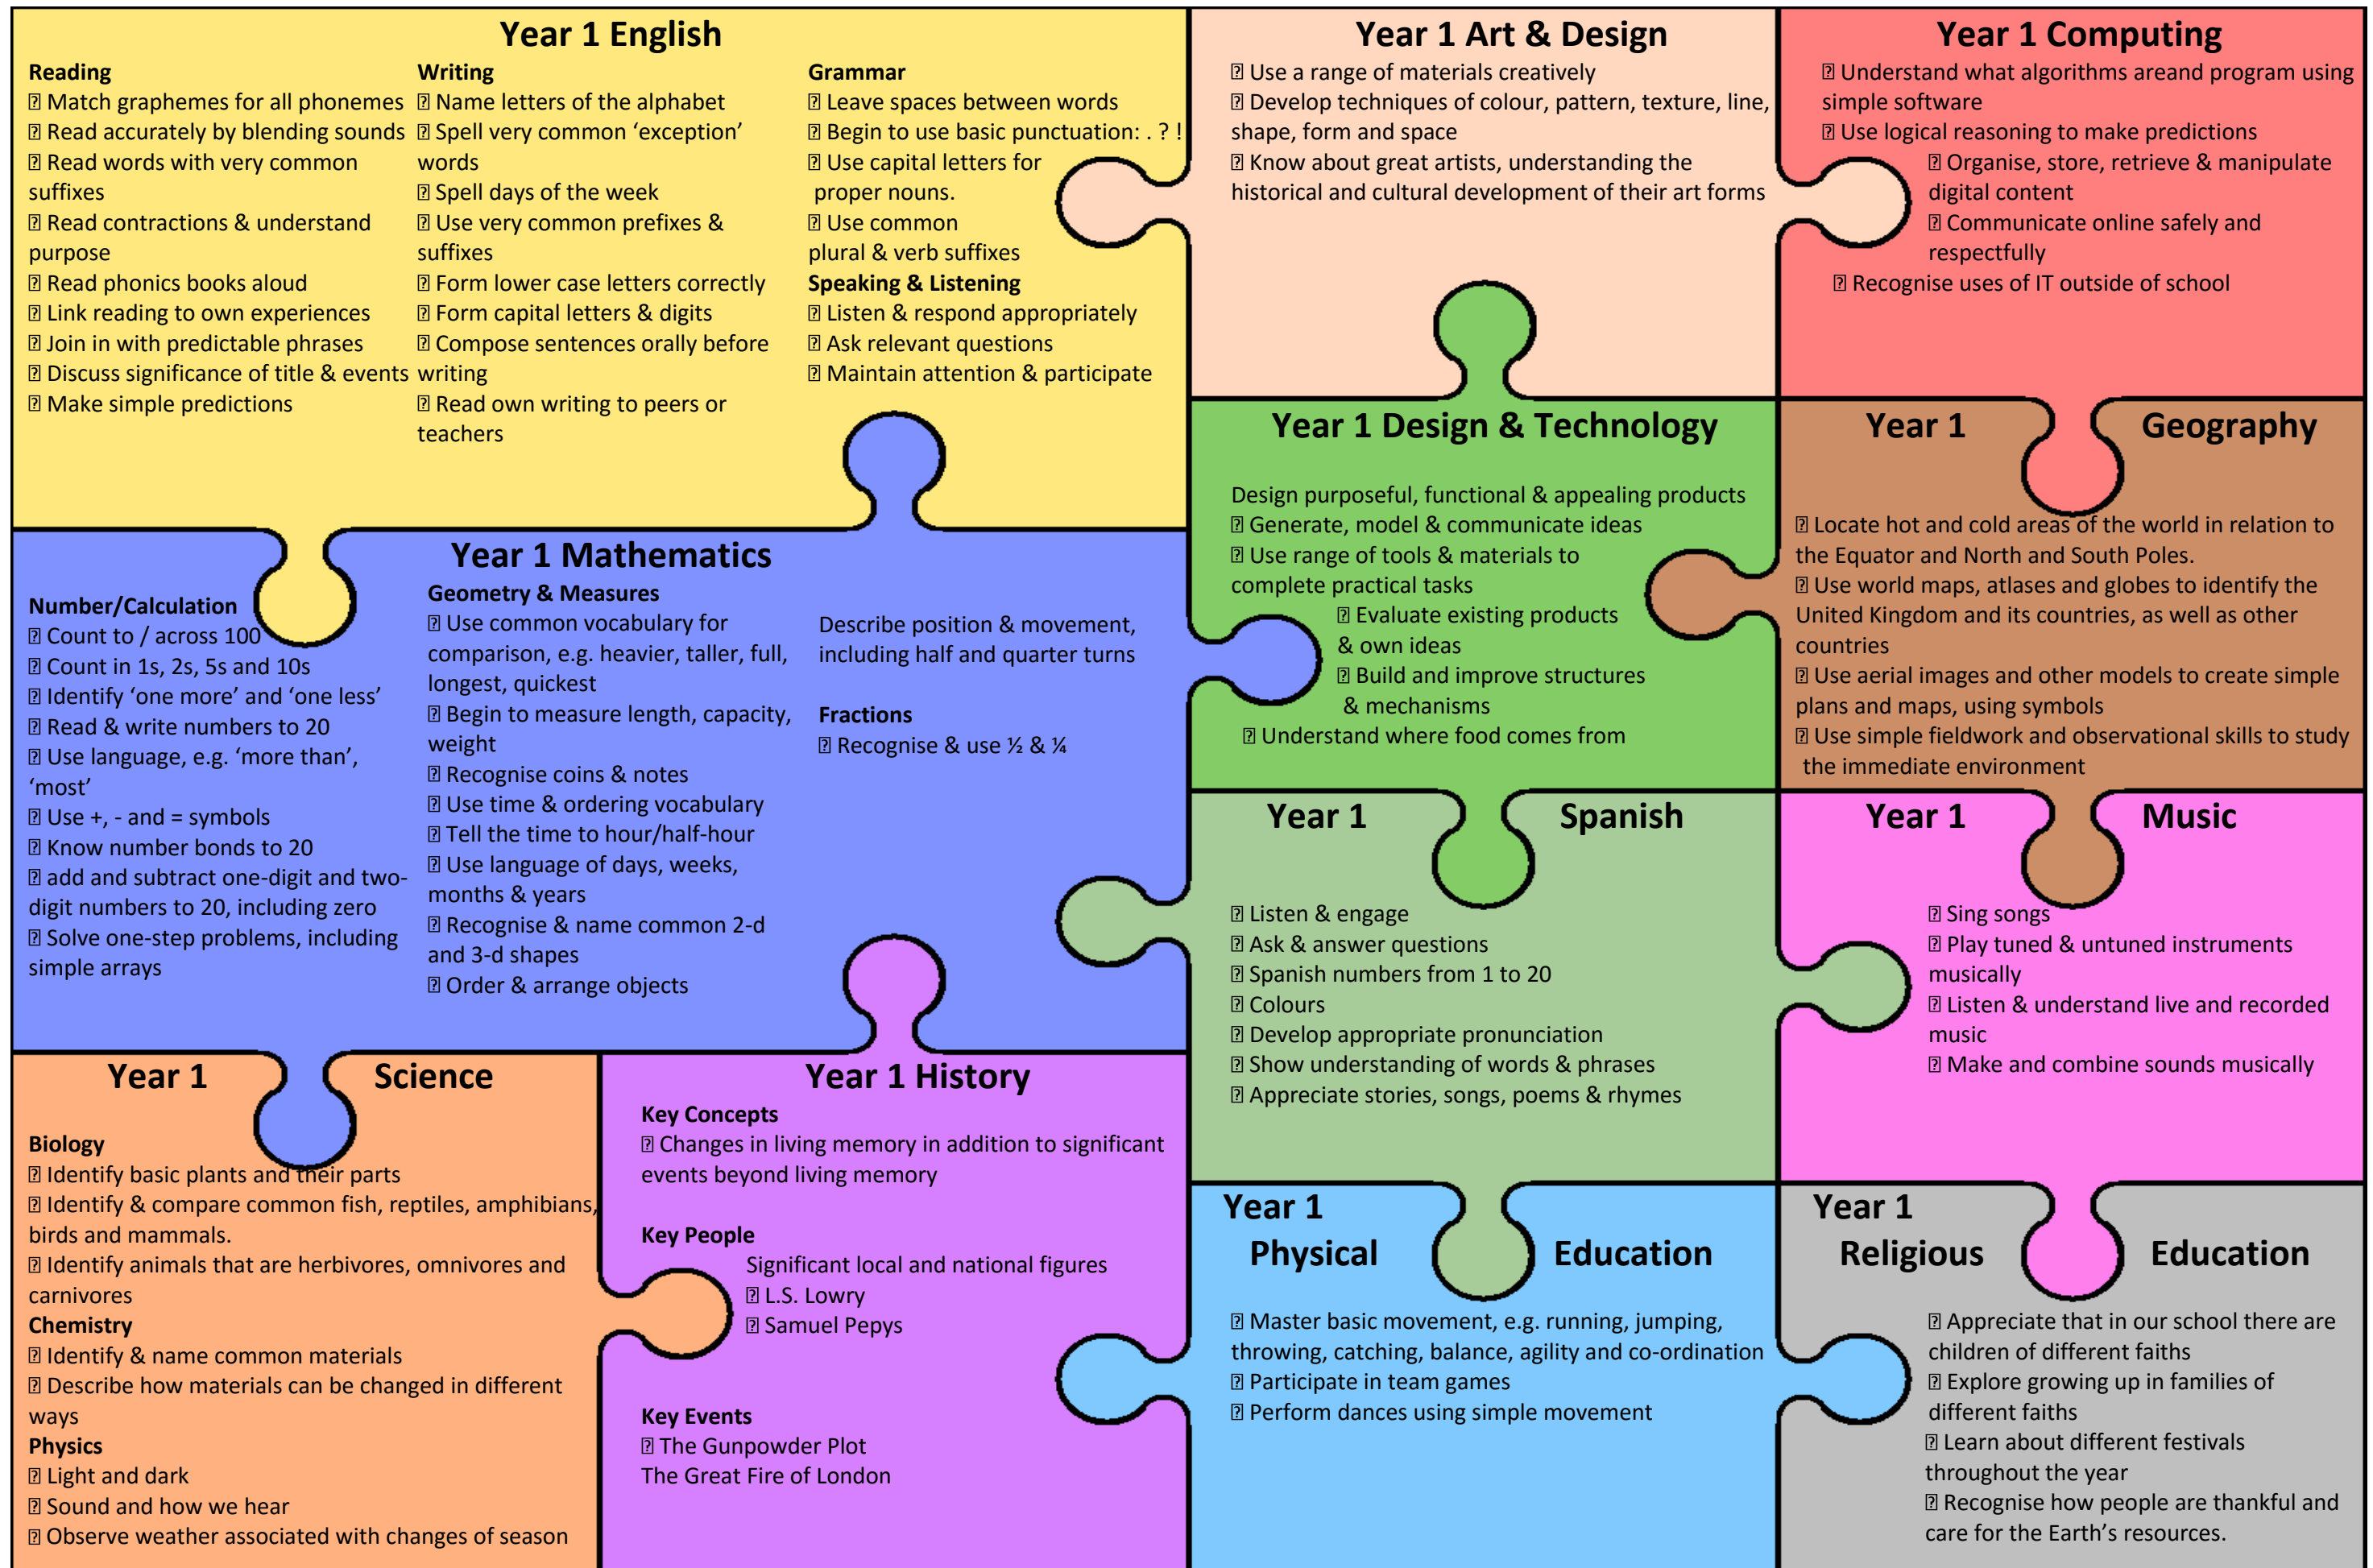 Year 1 English
Reading
⍰ Match graphemes for all phonemes
⍰ Read accurately by blending sounds
⍰ Read words with very common
suffixes
⍰ Read contractions & understand
purpose
⍰ Read phonics books aloud
⍰ Link reading to own experiences
⍰ Join in with predictable phrases
⍰ Discuss significance of title & events
⍰ Make simple predictions
Writing
⍰ Name letters of the alphabet
⍰ Spell very common ‘exception’
words
⍰ Spell days of the week
⍰ Use very common prefixes &
suffixes
⍰ Form lower case letters correctly
⍰ Form capital letters & digits
⍰ Compose sentences orally before
writing
⍰ Read own writing to peers or
teachers
Grammar
⍰ Leave spaces between words
⍰ Begin to use basic punctuation: . ? !
⍰ Use capital letters for
proper nouns.
⍰ Use common
plural & verb suffixes
Speaking & Listening
⍰ Listen & respond appropriately
⍰ Ask relevant questions
⍰ Maintain attention & participate
Year 1 Art & Design
⍰ Use a range of materials creatively
⍰ Develop techniques of colour, pattern, texture, line,
shape, form and space
⍰ Know about great artists, understanding the
historical and cultural development of their art forms
Year 1 Computing
⍰ Understand what algorithms areand program using
simple software
⍰ Use logical reasoning to make predictions
⍰ Organise, store, retrieve & manipulate
digital content
⍰ Communicate online safely and
respectfully
⍰ Recognise uses of IT outside of school
Year 1 Mathematics
Number/Calculation
⍰ Count to / across 100
⍰ Count in 1s, 2s, 5s and 10s
⍰ Identify ‘one more’ and ‘one less’
⍰ Read & write numbers to 20
⍰ Use language, e.g. ‘more than’,
‘most’
⍰ Use +, - and = symbols
⍰ Know number bonds to 20
⍰ add and subtract one-digit and two-
digit numbers to 20, including zero
⍰ Solve one-step problems, including
simple arrays
Geometry & Measures
⍰ Use common vocabulary for
comparison, e.g. heavier, taller, full,
longest, quickest
⍰ Begin to measure length, capacity,
weight
⍰ Recognise coins & notes
⍰ Use time & ordering vocabulary
⍰ Tell the time to hour/half-hour
⍰ Use language of days, weeks,
months & years
⍰ Recognise & name common 2-d
and 3-d shapes
⍰ Order & arrange objects
Describe position & movement,
including half and quarter turns
Fractions
⍰ Recognise & use ½ & ¼
Year 1 Design & Technology
Design purposeful, functional & appealing products
⍰ Generate, model & communicate ideas
⍰ Use range of tools & materials to
complete practical tasks
⍰ Evaluate existing products
& own ideas
⍰ Build and improve structures
& mechanisms
⍰ Understand where food comes from
Year 1 Geography
⍰ Locate hot and cold areas of the world in relation to
the Equator and North and South Poles.
⍰ Use world maps, atlases and globes to identify the
United Kingdom and its countries, as well as other
countries
⍰ Use aerial images and other models to create simple
plans and maps, using symbols
⍰ Use simple fieldwork and observational skills to study
the immediate environment
Year 1 Spanish
⍰ Listen & engage
⍰ Ask & answer questions
⍰ Spanish numbers from 1 to 20
⍰ Colours
⍰ Develop appropriate pronunciation
⍰ Show understanding of words & phrases
⍰ Appreciate stories, songs, poems & rhymes
Year 1 Music
⍰ Sing songs
⍰ Play tuned & untuned instruments
musically
⍰ Listen & understand live and recorded
music
⍰ Make and combine sounds musically
Year 1 Science
Biology
⍰ Identify basic plants and their parts
⍰ Identify & compare common fish, reptiles, amphibians,
birds and mammals.
⍰ Identify animals that are herbivores, omnivores and
carnivores
Chemistry
⍰ Identify & name common materials
⍰ Describe how materials can be changed in different
ways
Physics
⍰ Light and dark
⍰ Sound and how we hear
⍰ Observe weather associated with changes of season
Year 1 History
Key Concepts
⍰ Changes in living memory in addition to significant
events beyond living memory
Key People
Significant local and national figures
⍰ L.S. Lowry
⍰ Samuel Pepys
Key Events
⍰ The Gunpowder Plot
The Great Fire of London
Year 1
Physical Education
⍰ Master basic movement, e.g. running, jumping,
throwing, catching, balance, agility and co-ordination
⍰ Participate in team games
⍰ Perform dances using simple movement
Year 1
Religious Education
⍰ Appreciate that in our school there are
children of different faiths
⍰ Explore growing up in families of
different faiths
⍰ Learn about different festivals
throughout the year
⍰ Recognise how people are thankful and
care for the Earth’s resources.